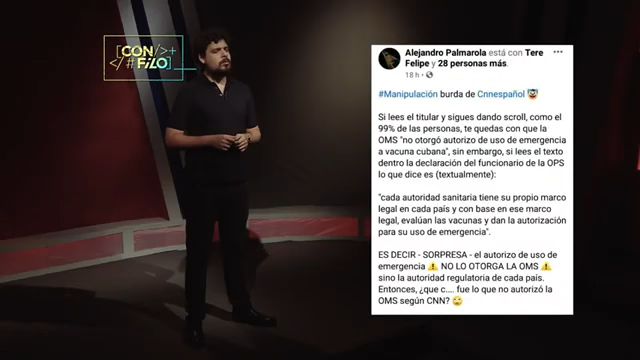 [CON/>+
</#FiLO]
Alejandro Palmarola está con Tere
Felipe y 28 personas más.
18 h
#Manipulación burda de Cnnespañol
Si lees el titular y sigues dando scroll, como el
99% de las personas, te quedas con que la
OMS "no otorgó autorizo de uso de emergencia
a vacuna cubana", sin embargo, si lees el texto
dentro la declaración del funcionario de la OPS
lo que dice es (textualmente):
"cada autoridad sanitaria tiene su propio marco
legal en cada país y con base en ese marco
legal, evalúan las vacunas y dan la autorización
para su uso de emergencia".
ES DECIR - SORPRESA - el autorizo de uso de
emergencia ⚠️ NO LO OTORGA LA OMS ⚠️
sino la autoridad regulatoria de cada país.
Entonces, ¿que c.... fue lo que no autorizó la
OMS según CNN? 🙄